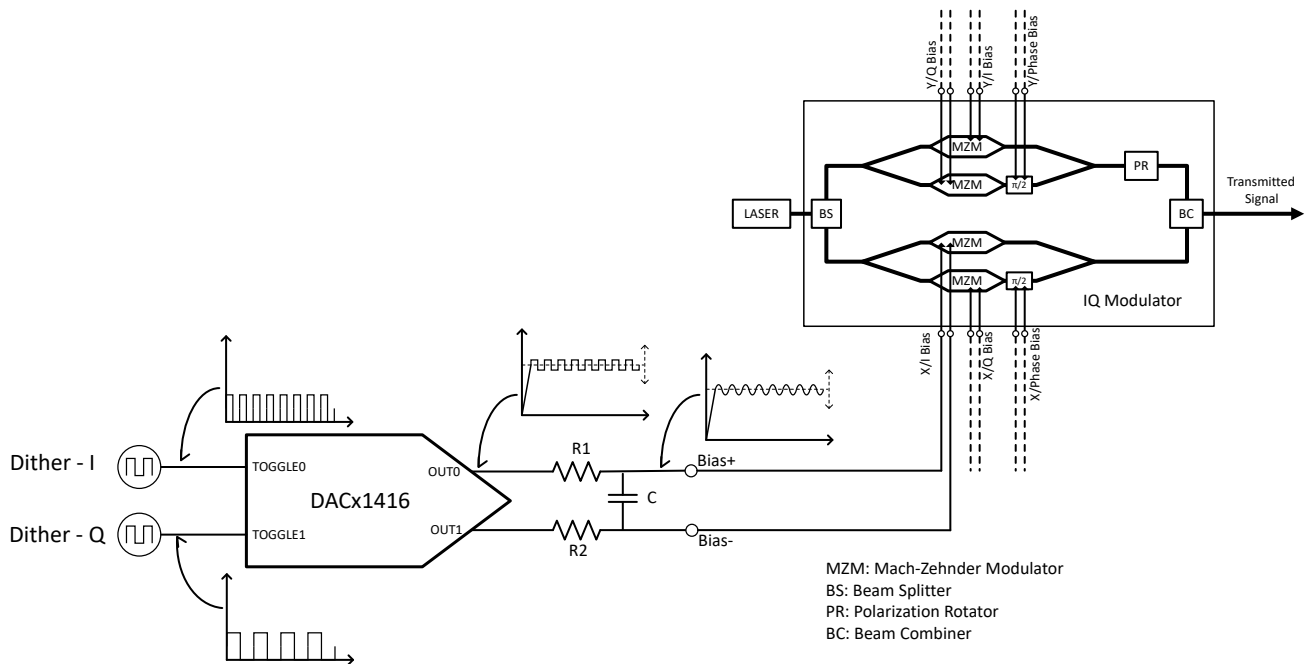 Y/Q Bias
Y/I Bias
Y/Phase Bias
MZM
PR
MZM
π/2
Transmitted
Signal
LASER
BS
BC
MZM
MZM
π/2
IQ Modulator
X/I Bias
X/Q Bias
X/Phase Bias
R1
Dither - I
TOGGLE0
OUT0
Bias+
DACx1416
C
Dither - Q
TOGGLE1
OUT1
Bias-
R2
MZM: Mach-Zehnder Modulator
BS: Beam Splitter
PR: Polarization Rotator
BC: Beam Combiner